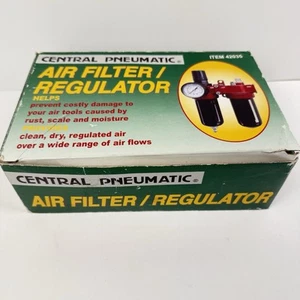 CENTRAL PNEUMATIC®
ITEM 42035
AIR FILTER/
REGULATOR
HELPS
prevent costly damage to
your air tools caused by
rust, scale and moisture
clean, dry, regulated air
over a wide range of air flows
CENTRAL PNEUMATIC®
AIR FILTER/REGULATOR